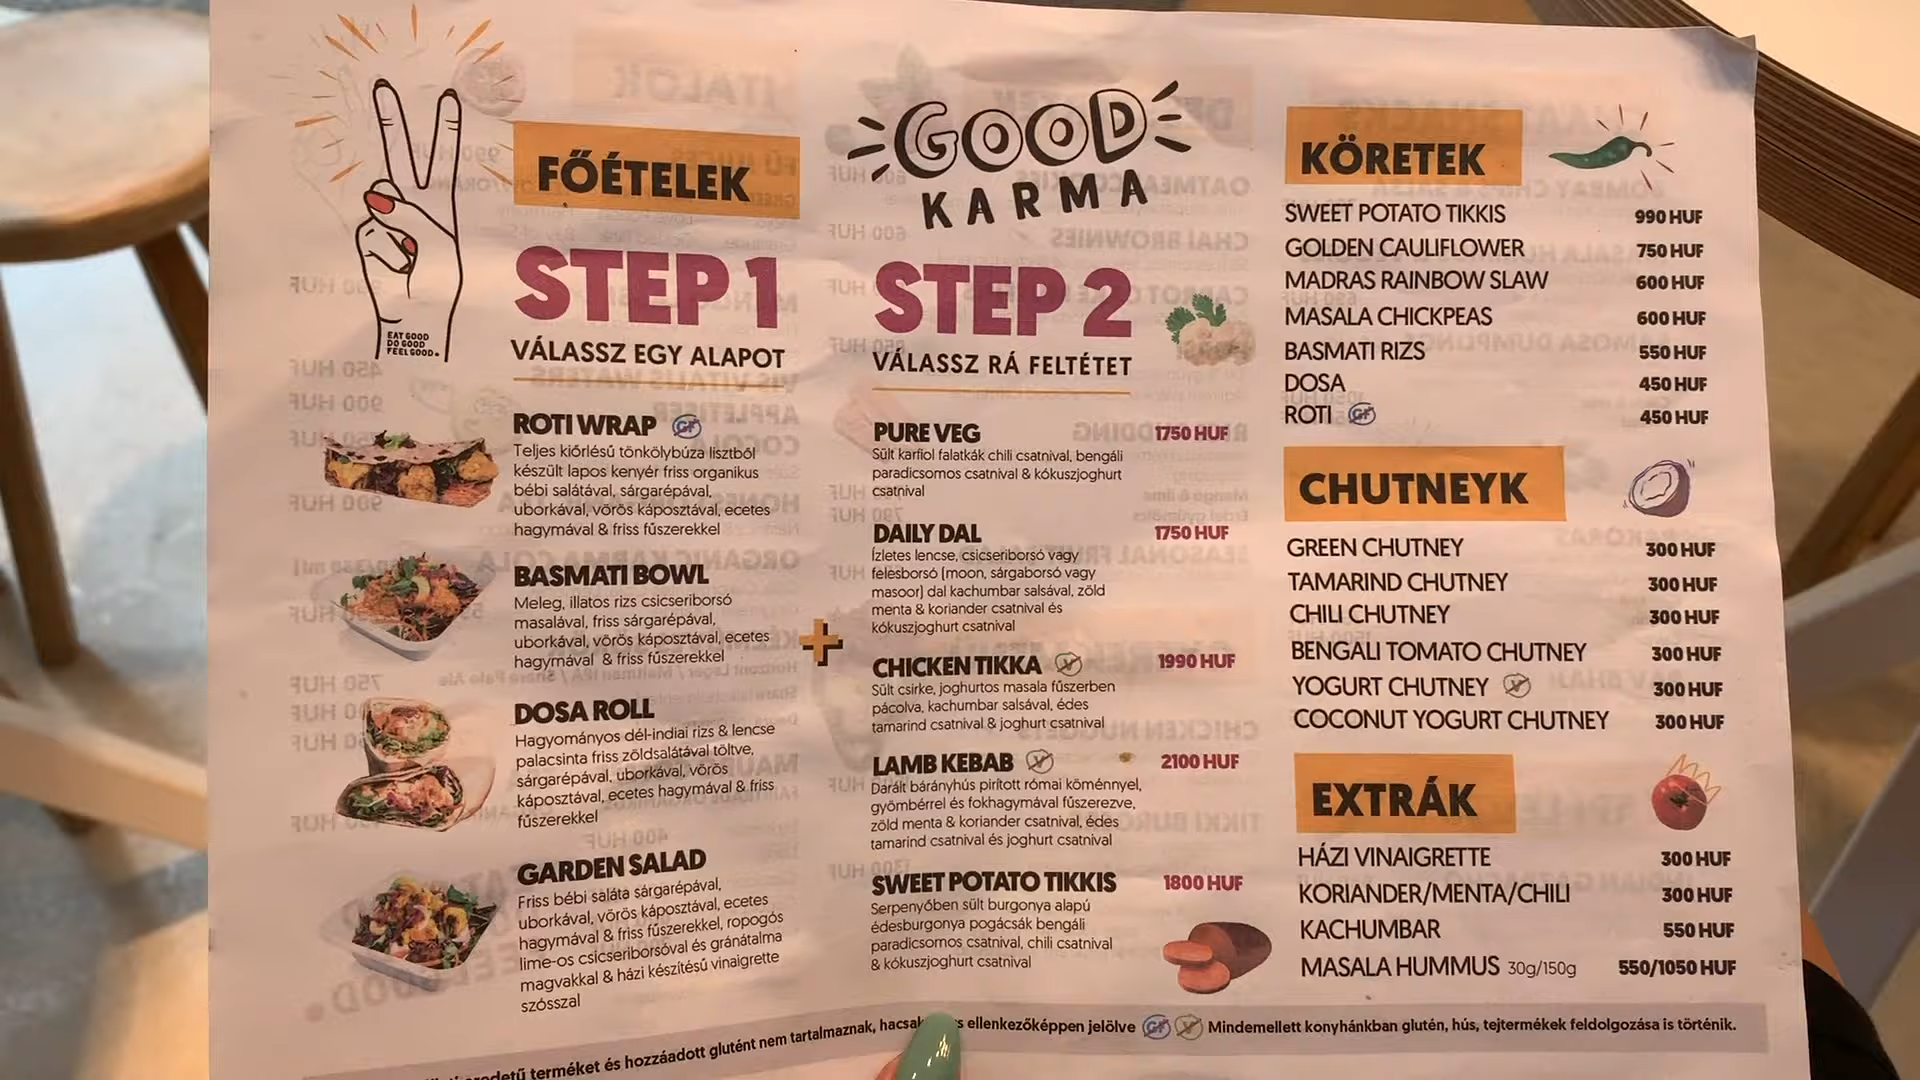 EAT GOOD
DO GOOD
FEEL GOOD.
FŐÉTELEK
STEP 1
VÁLASSZ EGY ALAPOT
ROTI WRAP GF
Teljes kiőrlésű tönkölybúza lisztből
készült lapos kenyér friss organikus
bébi salátával, sárgarépával,
uborkával, vörös káposztával, ecetes
hagymával & friss fűszerekkel
BASMATI BOWL
Meleg, illatos rizs csicseriborsó
masalával, friss sárgarépával,
uborkával, vörös káposztával, ecetes
hagymával & friss fűszerekkel
DOSA ROLL
Hagyományos dél-indiai rizs & lencse
palacsinta friss zöldsalátával töltve,
sárgarépával, uborkával, vörös
káposztával, ecetes hagymával & friss
fűszerekkel
GARDEN SALAD
Friss bébi saláta sárgarépával,
uborkával, vörös káposztával, ecetes
hagymával & friss fűszerekkel, ropogós
lime-os csicseriborsóval és gránátalma
magvakkal & házi készítésű vinaigrette
szósszal
+
GOOD
KARMA
STEP 2
VÁLASSZ RÁ FELTÉTET
PURE VEG 1750 HUF
Sült karfiol falatkák chili csatnival, bengáli
paradicsomos csatnival & kókuszjoghurt
csatnival
DAILY DAL 1750 HUF
Ízletes lencse, csicseriborsó vagy
felesborsó (moon, sárgaborsó vagy
masoor) dal kachumbar salsával, zöld
menta & koriander csatnival és
kókuszjoghurt csatnival
CHICKEN TIKKA V 1990 HUF
Sült csirke, joghurtos masala fűszerben
pácolva, kachumbar salsával, édes
tamarind csatnival & joghurt csatnival
LAMB KEBAB V 2100 HUF
Darált bárányhús pirított római köménnyel,
gyömbérrel és fokhagymával fűszerezve,
zöld menta & koriander csatnival, édes
tamarind csatnival és joghurt csatnival
SWEET POTATO TIKKIS 1800 HUF
Serpenyőben sült burgonya alapú
édesburgonya pogácsák bengáli
paradicsomos csatnival, chili csatnival
& kókuszjoghurt csatnival
KÖRETEK
SWEET POTATO TIKKIS 990 HUF
GOLDEN CAULIFLOWER 750 HUF
MADRAS RAINBOW SLAW 600 HUF
MASALA CHICKPEAS 600 HUF
BASMATI RIZS 550 HUF
DOSA 450 HUF
ROTI GF 450 HUF
CHUTNEYK
GREEN CHUTNEY 300 HUF
TAMARIND CHUTNEY 300 HUF
CHILI CHUTNEY 300 HUF
BENGALI TOMATO CHUTNEY 300 HUF
YOGURT CHUTNEY V 300 HUF
COCONUT YOGURT CHUTNEY 300 HUF
EXTRÁK
HÁZI VINAIGRETTE 300 HUF
KORIANDER/MENTA/CHILI 300 HUF
KACHUMBAR 550 HUF
MASALA HUMMUS 30g/150g 550/1050 HUF
terméket és hozzáadott glutént nem tartalmaznak, ellenkezőképpen jelölve GF V Mindemellett konyhánkban glutén, hús, tejtermékek feldolgozása is történik.